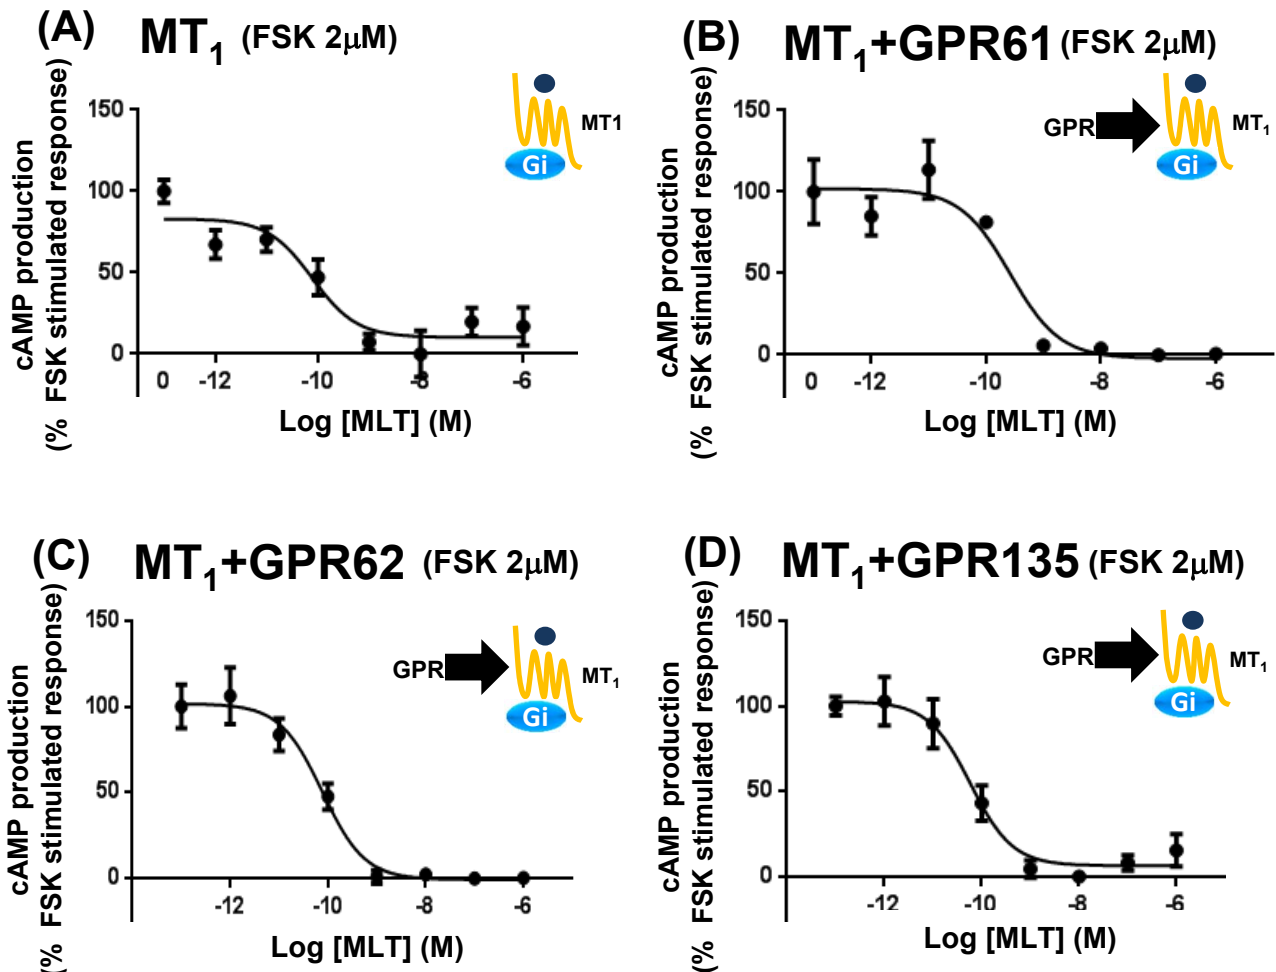 (A) MT₁ (FSK 2μM)
cAMP production
(% FSK stimulated response)
150
100
50
0
0 -12 -10 -8 -6
Log [MLT] (M)
MT1
Gi
(B) MT₁+GPR61 (FSK 2μM)
cAMP production
(% FSK stimulated response)
150
100
50
0
0 -12 -10 -8 -6
Log [MLT] (M)
GPR
MT₁
Gi
(C) MT₁+GPR62 (FSK 2μM)
cAMP production
(% FSK stimulated response)
150
100
50
0
-12 -10 -8 -6
Log [MLT] (M)
GPR
MT₁
Gi
(D) MT₁+GPR135 (FSK 2μM)
cAMP production
(% FSK stimulated response)
150
100
50
0
-12 -10 -8 -6
Log [MLT] (M)
GPR
MT₁
Gi